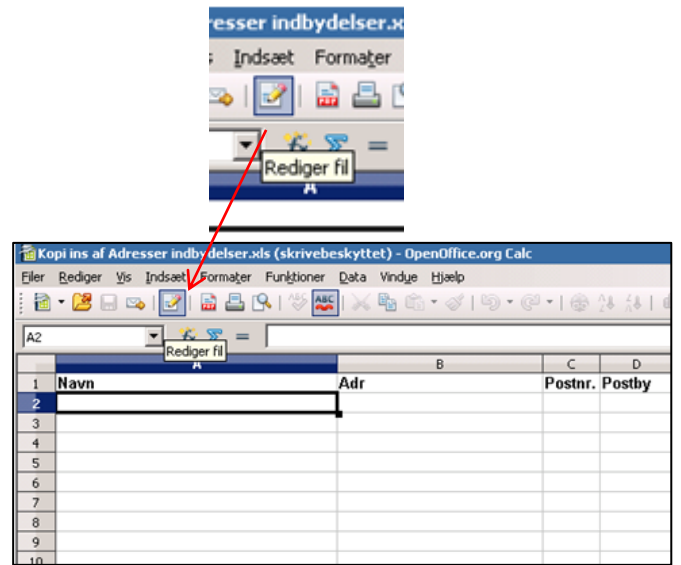 resser indbydelser.x
Indsæt Formater
PDF
Rediger fil
A
Kopi ins af Adresser indbydelser.xls (skrivebeskyttet) - OpenOffice.org Calc
Filer Rediger Vis Indsæt Formater Funktioner Data Vindue Hjælp
ABC
A2
Rediger fil
A B C D
1 Navn Adr Postnr. Postby
2
3
4
5
6
7
8
9
10